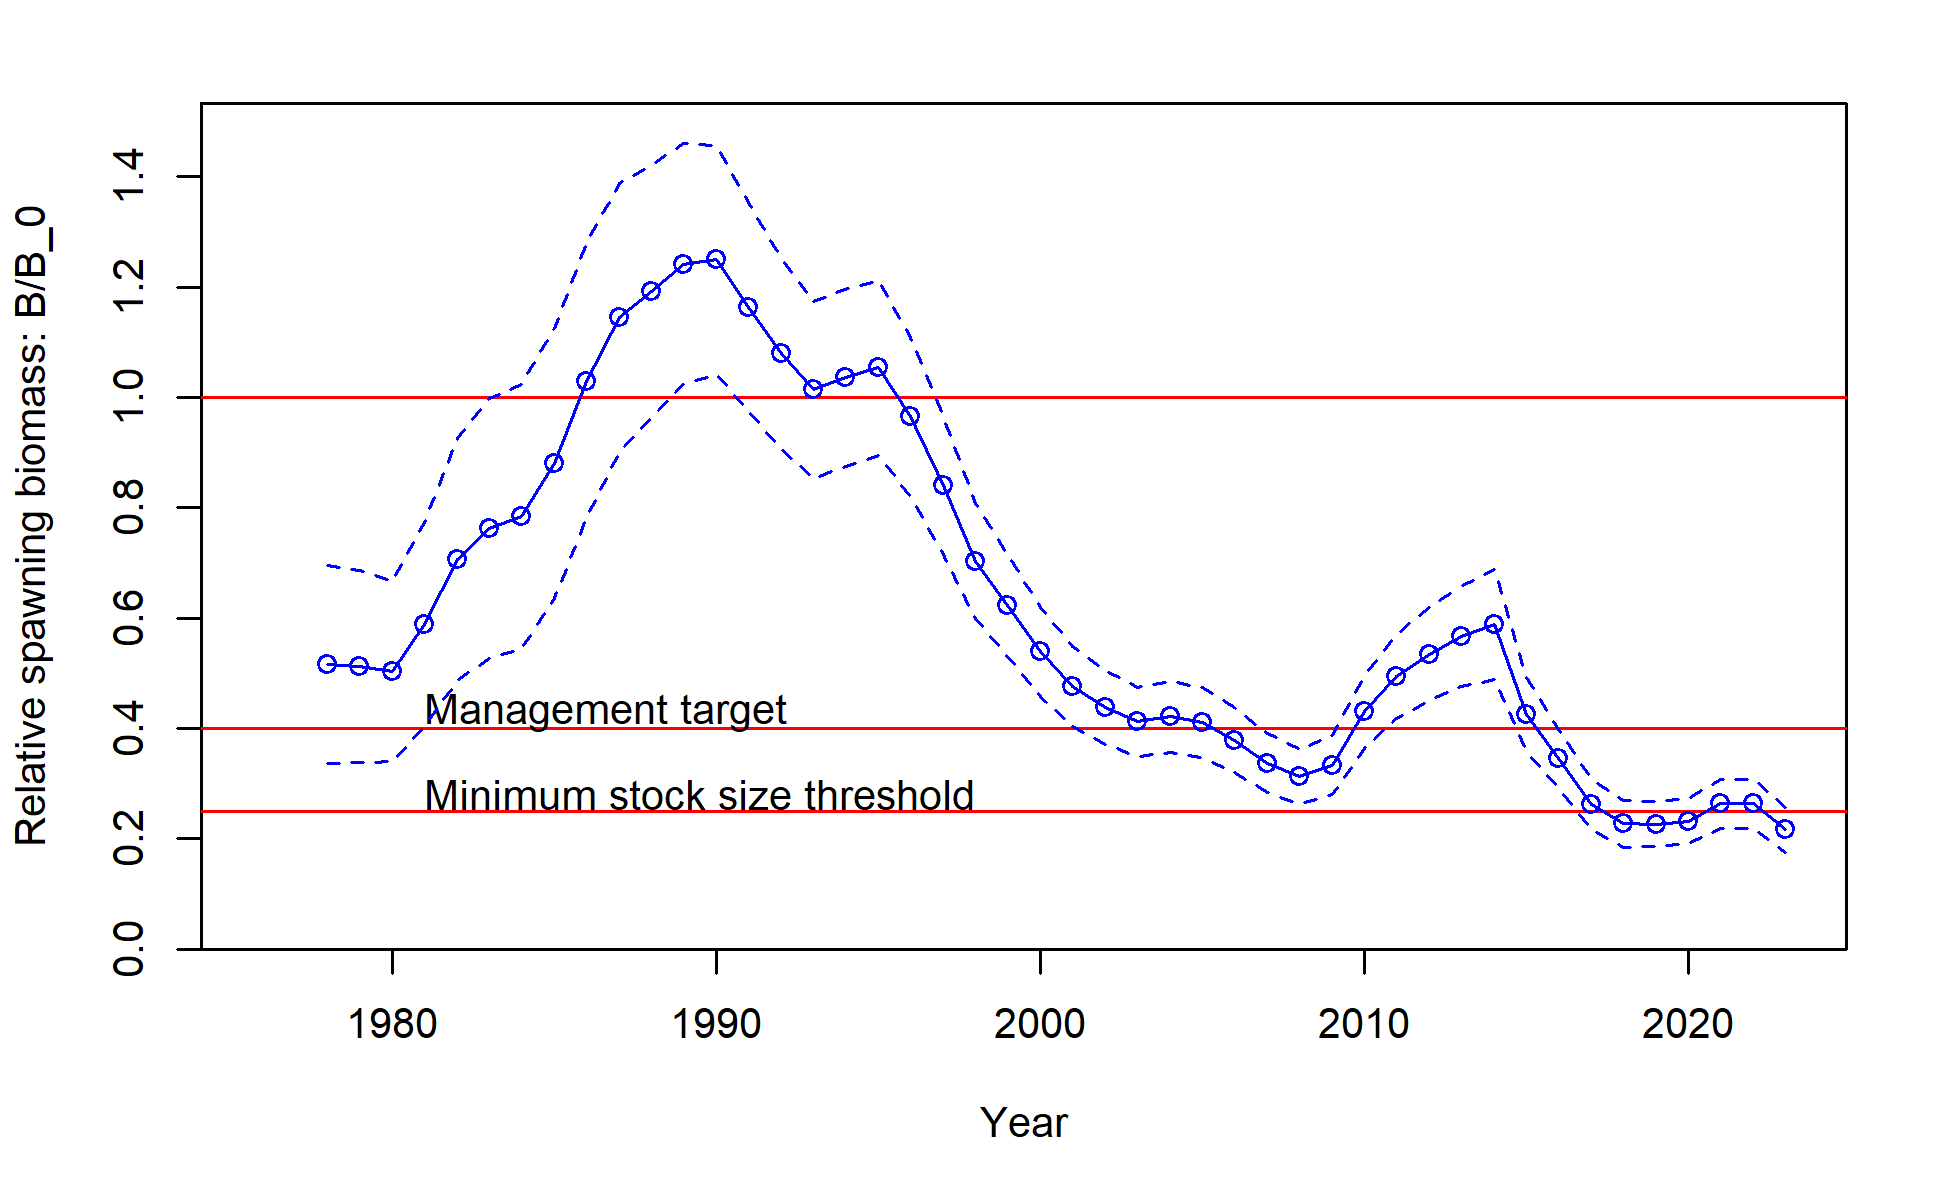 Relative spawning biomass: B/B_0
1.4
1.2
1.0
0.8
0.6
0.4
0.2
0.0
Management target
Minimum stock size threshold
1980 1990 2000 2010 2020
Year